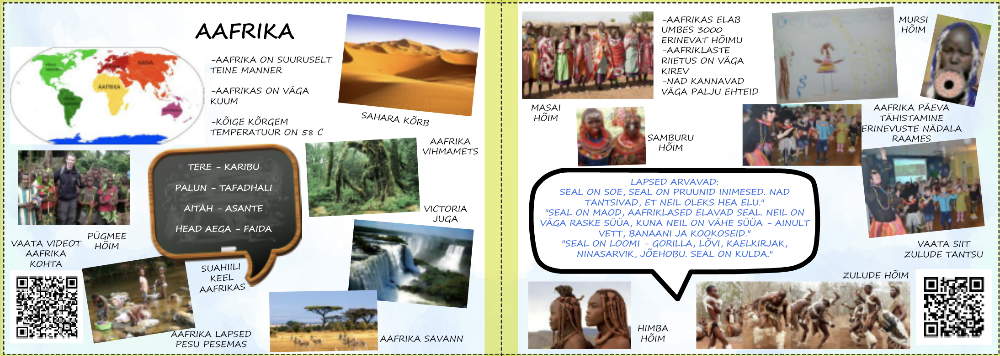 AAFRIKA
AASIA
AAFRIKA
-AAFRIKA ON SUURUSELT
TEINE MANNER
-AAFRIKAS ON VÄGA
KUUM
-KÕIGE KÕRGEM
TEMPERATUUR ON 58 C
SAHARA KÕRB
AAFRIKA
VIHMAMETS
TERE - KARIBU
PALUN - TAFADHALI
AITÄH - ASANTE
HEAD AEGA - FAIDA
VICTORIA
JUGA
PÜGMEE
HÕIM
VAATA VIDEOT
AAFRIKA
KOHTA
SUAHIILI
KEEL
AAFRIKAS
AAFRIKA LAPSED
PESU PESEMAS
AAFRIKA SAVANN
-AAFRIKAS ELAB
UMBES 3000
ERINEVAT HÕIMU
-AAFRIKLASTE
RIIETUS ON VÄGA
KIREV
-NAD KANNAVAD
VÄGA PALJU EHTEID
MURSI
HÕIM
MASAI
HÕIM
SAMBURU
HÕIM
AAFRIKA PÄEVA
TÄHISTAMINE
ERINEVUSTE NÄDALA
RAAMES
LAPSED ARVAVAD:
SEAL ON SOE, SEAL ON PRUUNID INIMESED. NAD
TANTSIVAD, ET NEIL OLEKS HEA ELU."
"SEAL ON MAOD, AAFRIKLASED ELAVAD SEAL. NEIL ON
VÄGA RASKE SÜÜA, KUNA NEIL ON VÄHE SÜÜA - AINULT
VETT, BANAANI JA KOOKOSEID."
"SEAL ON LOOMI - GORILLA, LÕVI, KAELKIRJAK,
NINASARVIK, JÕEHOBU. SEAL ON KULDA."
VAATA SIIT
ZULUDE TANTSU
ZULUDE HÕIM
HIMBA
HÕIM